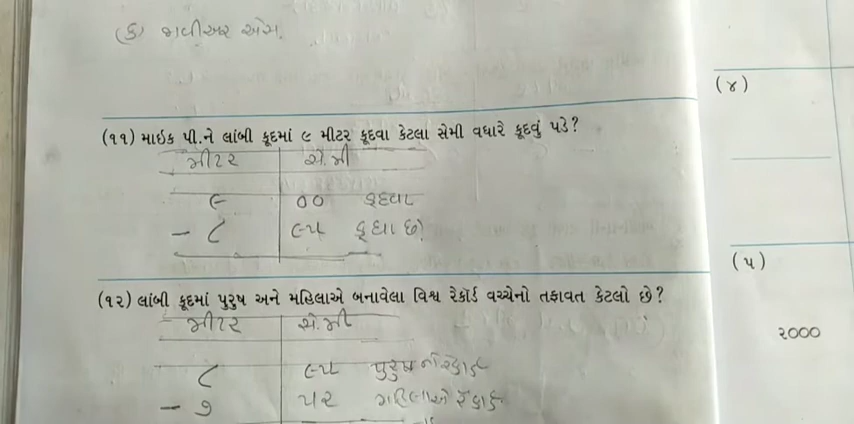 (ક) જાવીઅર એમ.
(૪)
(૧૧) માઇક પી.ને લાંબી કૂદમાં ૯ મીટર કૂદવા કેટલા સેમી વધારે કૂદવું પડે?
મીટર સે.મી
૯ ૦૦ કૂદવા
- ૮ ૯૫ કૂદ્યા છે
(૫)
(૧૨) લાંબી કૂદમાં પુરુષ અને મહિલાએ બનાવેલા વિશ્વ રેકૉર્ડ વચ્ચેનો તફાવત કેટલો છે?
મીટર સે.મી
૨૦૦૦
૮ ૯૫ પુરુષ નો રેકોર્ડ
- ૭ ૫૨ મહિલાઓ રેકોર્ડ